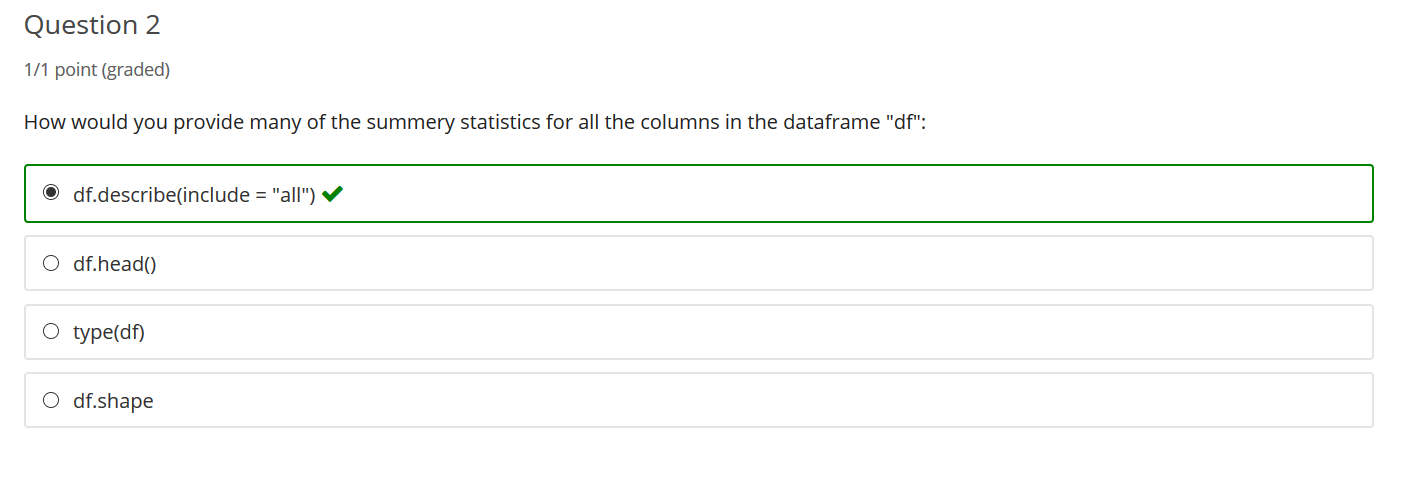 Question 2
1/1 point (graded)
How would you provide many of the summery statistics for all the columns in the dataframe "df":
df.describe(include = "all")
df.head()
type(df)
df.shape